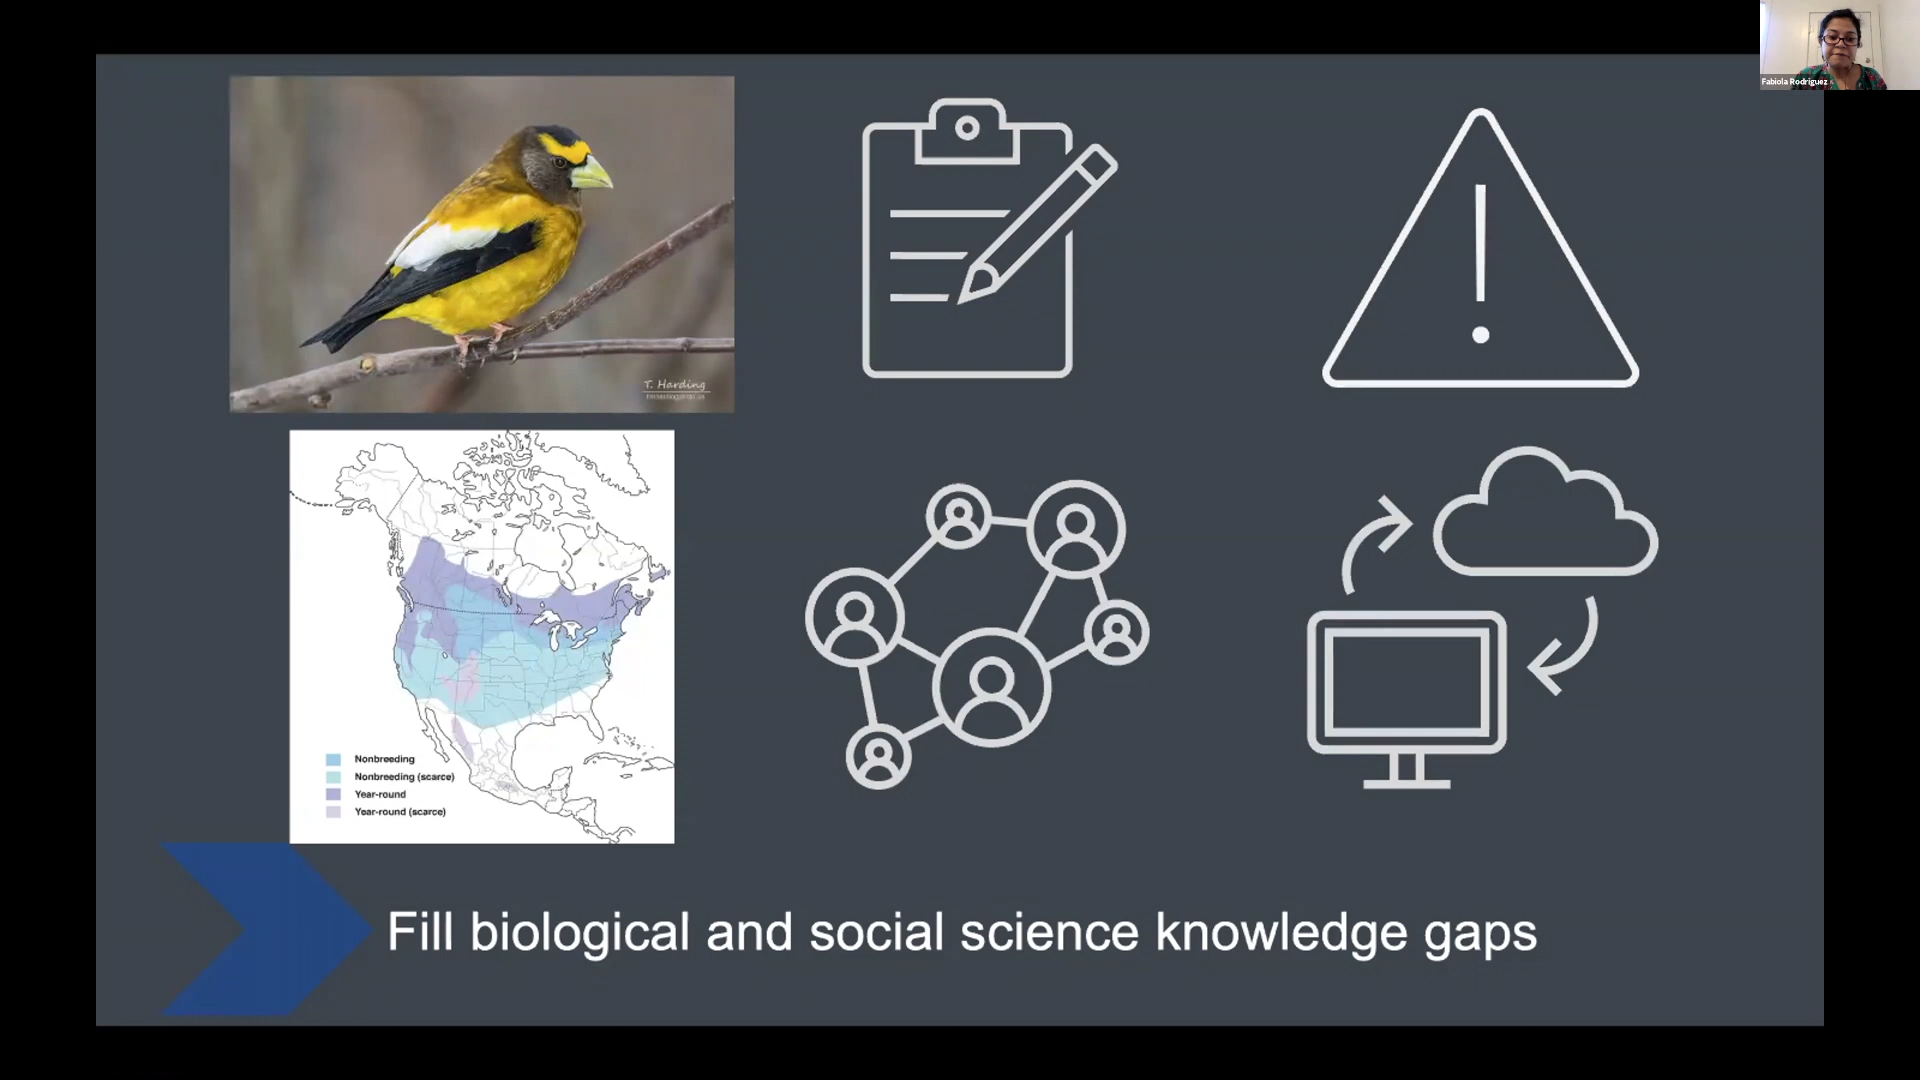 Fabiola Rodriguez
T. Harding
Nonbreeding
Nonbreeding (scarce)
Year-round
Year-round (scarce)
Fill biological and social science knowledge gaps